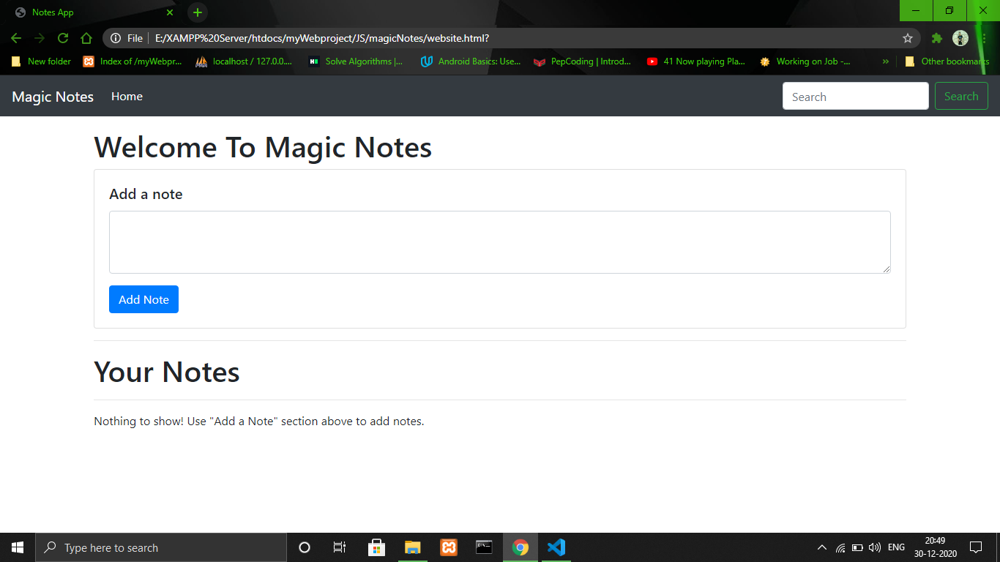 Notes App
File E:/XAMPP%20Server/htdocs/myWebproject/JS/magicNotes/website.html?
New folder Index of /myWebpr... localhost / 127.0.0.... Solve Algorithms |... Android Basics: Use... PepCoding | Introd... 41 Now playing Pla... Working on Job -... » Other bookmarks
Magic Notes Home Search Search
Welcome To Magic Notes
Add a note
Add Note
Your Notes
Nothing to show! Use "Add a Note" section above to add notes.
Type here to search ENG 20:49
30-12-2020